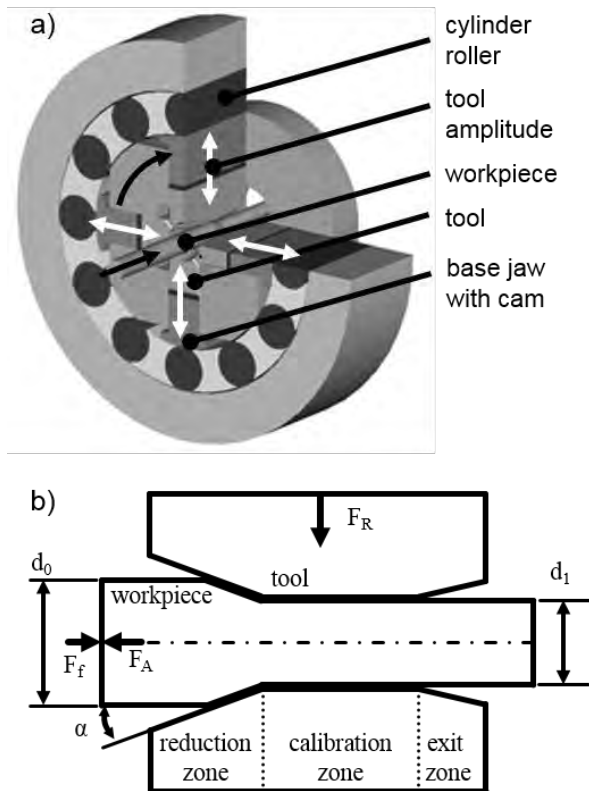 a)
cylinder
roller
tool
amplitude
workpiece
tool
base jaw
with cam
b)
F_R
d_0
tool
d_1
workpiece
F_f
F_A
α
reduction
zone
calibration
zone
exit
zone